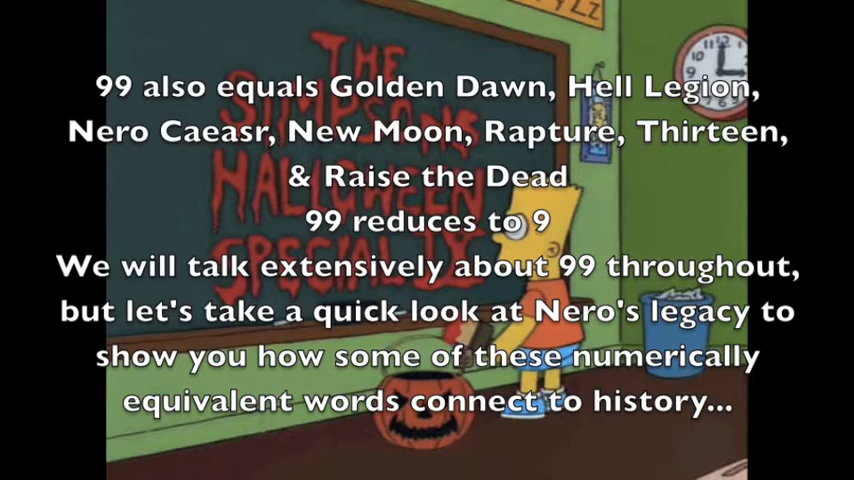 THE
SIMPSONS
HALLOWEEN
SPECIAL IX
99 also equals Golden Dawn, Hell Legion,
Nero Caeasr, New Moon, Rapture, Thirteen,
& Raise the Dead
99 reduces to 9
We will talk extensively about 99 throughout,
but let's take a quick look at Nero's legacy to
show you how some of these numerically
equivalent words connect to history...